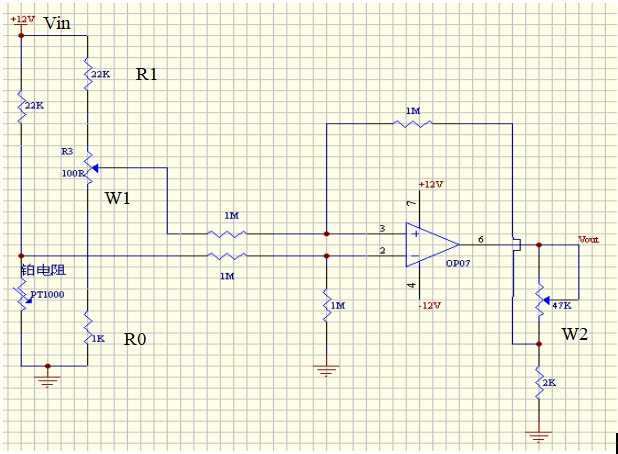 +12V Vin
22K R1
22K
1M
R3
100R
+12V
W1
7
1M
3
+
6
Vout
2
-
OP07
铂电阻
1M
4
PT1000
1M
-12V
47K
W2
1K R0
2K